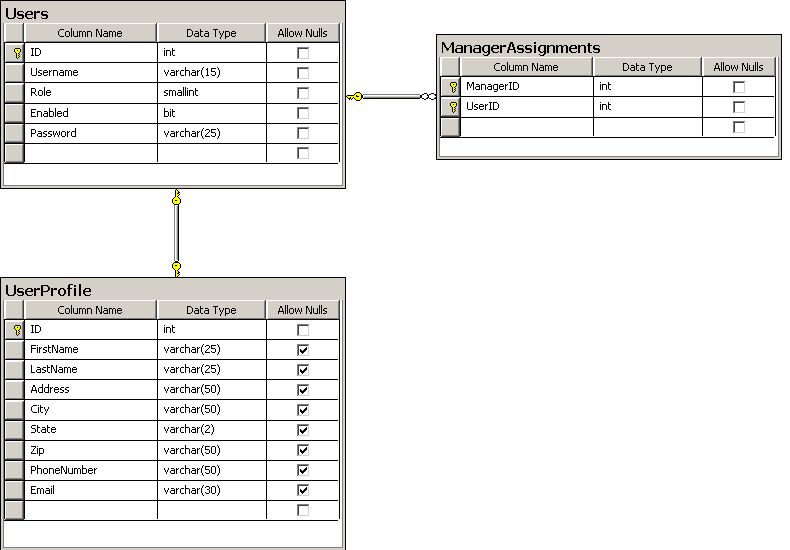 Users
Column Name Data Type Allow Nulls
ID int
Username varchar(15)
Role smallint
Enabled bit
Password varchar(25)
ManagerAssignments
Column Name Data Type Allow Nulls
ManagerID int
UserID int
UserProfile
Column Name Data Type Allow Nulls
ID int
FirstName varchar(25)
LastName varchar(25)
Address varchar(50)
City varchar(50)
State varchar(2)
Zip varchar(50)
PhoneNumber varchar(50)
Email varchar(30)